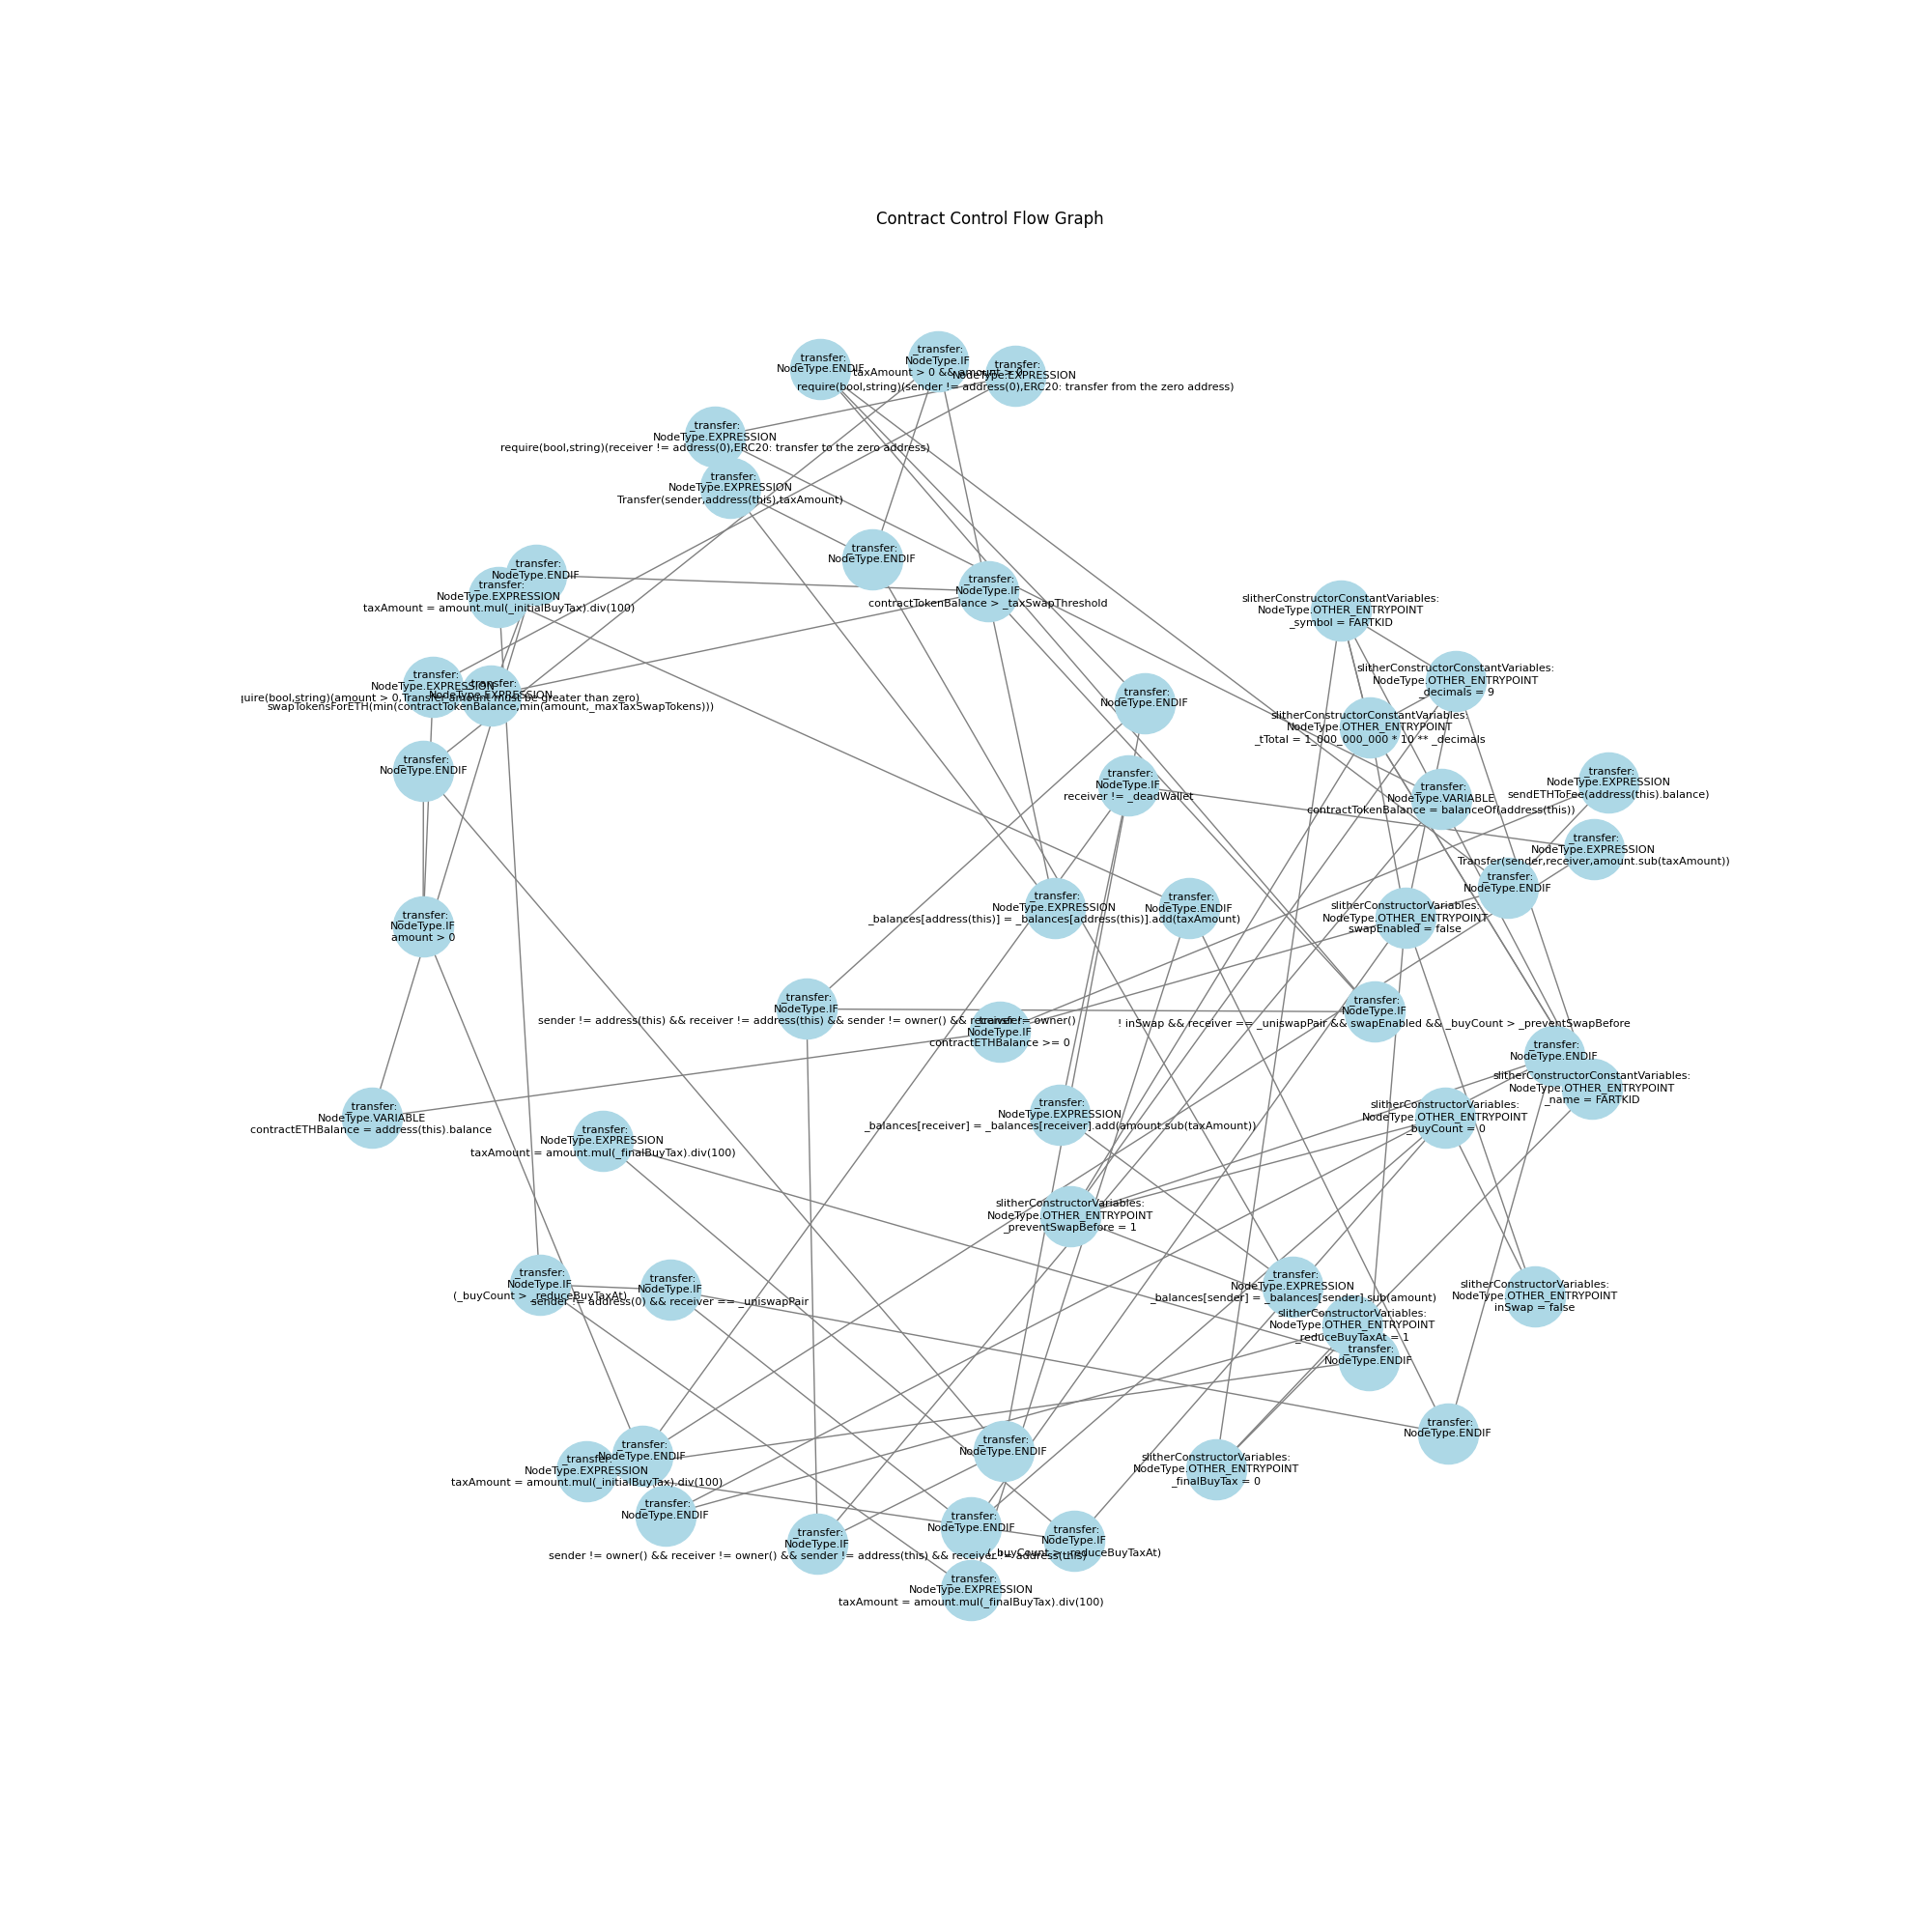 Contract Control Flow Graph
_transfer:
NodeType.ENDIF
_transfer:
NodeType.IF
taxAmount > 0 && amount > 0
_transfer:
NodeType.EXPRESSION
require(bool,string)(sender != address(0),ERC20: transfer from the zero address)
_transfer:
NodeType.EXPRESSION
require(bool,string)(receiver != address(0),ERC20: transfer to the zero address)
_transfer:
NodeType.EXPRESSION
Transfer(sender,address(this),taxAmount)
_transfer:
NodeType.ENDIF
_transfer:
NodeType.ENDIF
_transfer:
NodeType.IF
contractTokenBalance > _taxSwapThreshold
_transfer:
NodeType.EXPRESSION
taxAmount = amount.mul(_initialBuyTax).div(100)
slitherConstructorConstantVariables:
NodeType.OTHER_ENTRYPOINT
_symbol = FARTKID
_transfer:
NodeType.EXPRESSION
quire(bool,string)(amount > 0,Transfer amount must be greater than zero)
_transfer:
NodeType.EXPRESSION
swapTokensForETH(min(contractTokenBalance,min(amount,_maxTaxSwapTokens)))
slitherConstructorConstantVariables:
NodeType.OTHER_ENTRYPOINT
_decimals = 9
_transfer:
NodeType.ENDIF
slitherConstructorConstantVariables:
NodeType.OTHER_ENTRYPOINT
_tTotal = 1_000_000_000 * 10 ** _decimals
_transfer:
NodeType.ENDIF
_transfer:
NodeType.IF
receiver != _deadWallet
_transfer:
NodeType.VARIABLE
contractTokenBalance = balanceOf(address(this))
_transfer:
NodeType.EXPRESSION
sendETHToFee(address(this).balance)
_transfer:
NodeType.EXPRESSION
Transfer(sender,receiver,amount.sub(taxAmount))
_transfer:
NodeType.ENDIF
_transfer:
NodeType.IF
amount > 0
_transfer:
NodeType.EXPRESSION
_balances[address(this)] = _balances[address(this)].add(taxAmount)
_transfer:
NodeType.ENDIF
slitherConstructorVariables:
NodeType.OTHER_ENTRYPOINT
swapEnabled = false
_transfer:
NodeType.IF
sender != address(this) && receiver != address(this) && sender != owner() && receiver != owner()
_transfer:
NodeType.IF
contractETHBalance >= 0
_transfer:
NodeType.IF
! inSwap && receiver == _uniswapPair && swapEnabled && _buyCount > _preventSwapBefore
_transfer:
NodeType.ENDIF
slitherConstructorConstantVariables:
NodeType.OTHER_ENTRYPOINT
_name = FARTKID
_transfer:
NodeType.VARIABLE
contractETHBalance = address(this).balance
_transfer:
NodeType.EXPRESSION
taxAmount = amount.mul(_finalBuyTax).div(100)
_transfer:
NodeType.EXPRESSION
_balances[receiver] = _balances[receiver].add(amount.sub(taxAmount))
slitherConstructorVariables:
NodeType.OTHER_ENTRYPOINT
_buyCount = 0
slitherConstructorVariables:
NodeType.OTHER_ENTRYPOINT
_preventSwapBefore = 1
_transfer:
NodeType.IF
(_buyCount > _reduceBuyTaxAt)
_transfer:
NodeType.IF
sender != address(0) && receiver == _uniswapPair
_transfer:
NodeType.EXPRESSION
_balances[sender] = _balances[sender].sub(amount)
slitherConstructorVariables:
NodeType.OTHER_ENTRYPOINT
inSwap = false
slitherConstructorVariables:
NodeType.OTHER_ENTRYPOINT
_reduceBuyTaxAt = 1
_transfer:
NodeType.ENDIF
_transfer:
NodeType.ENDIF
_transfer:
NodeType.ENDIF
_transfer:
NodeType.EXPRESSION
taxAmount = amount.mul(_initialBuyTax).div(100)
_transfer:
NodeType.ENDIF
slitherConstructorVariables:
NodeType.OTHER_ENTRYPOINT
_finalBuyTax = 0
_transfer:
NodeType.ENDIF
_transfer:
NodeType.IF
sender != owner() && receiver != owner() && sender != address(this) && receiver != address(this)
_transfer:
NodeType.ENDIF
_transfer:
NodeType.IF
(_buyCount > _reduceBuyTaxAt)
_transfer:
NodeType.EXPRESSION
taxAmount = amount.mul(_finalBuyTax).div(100)